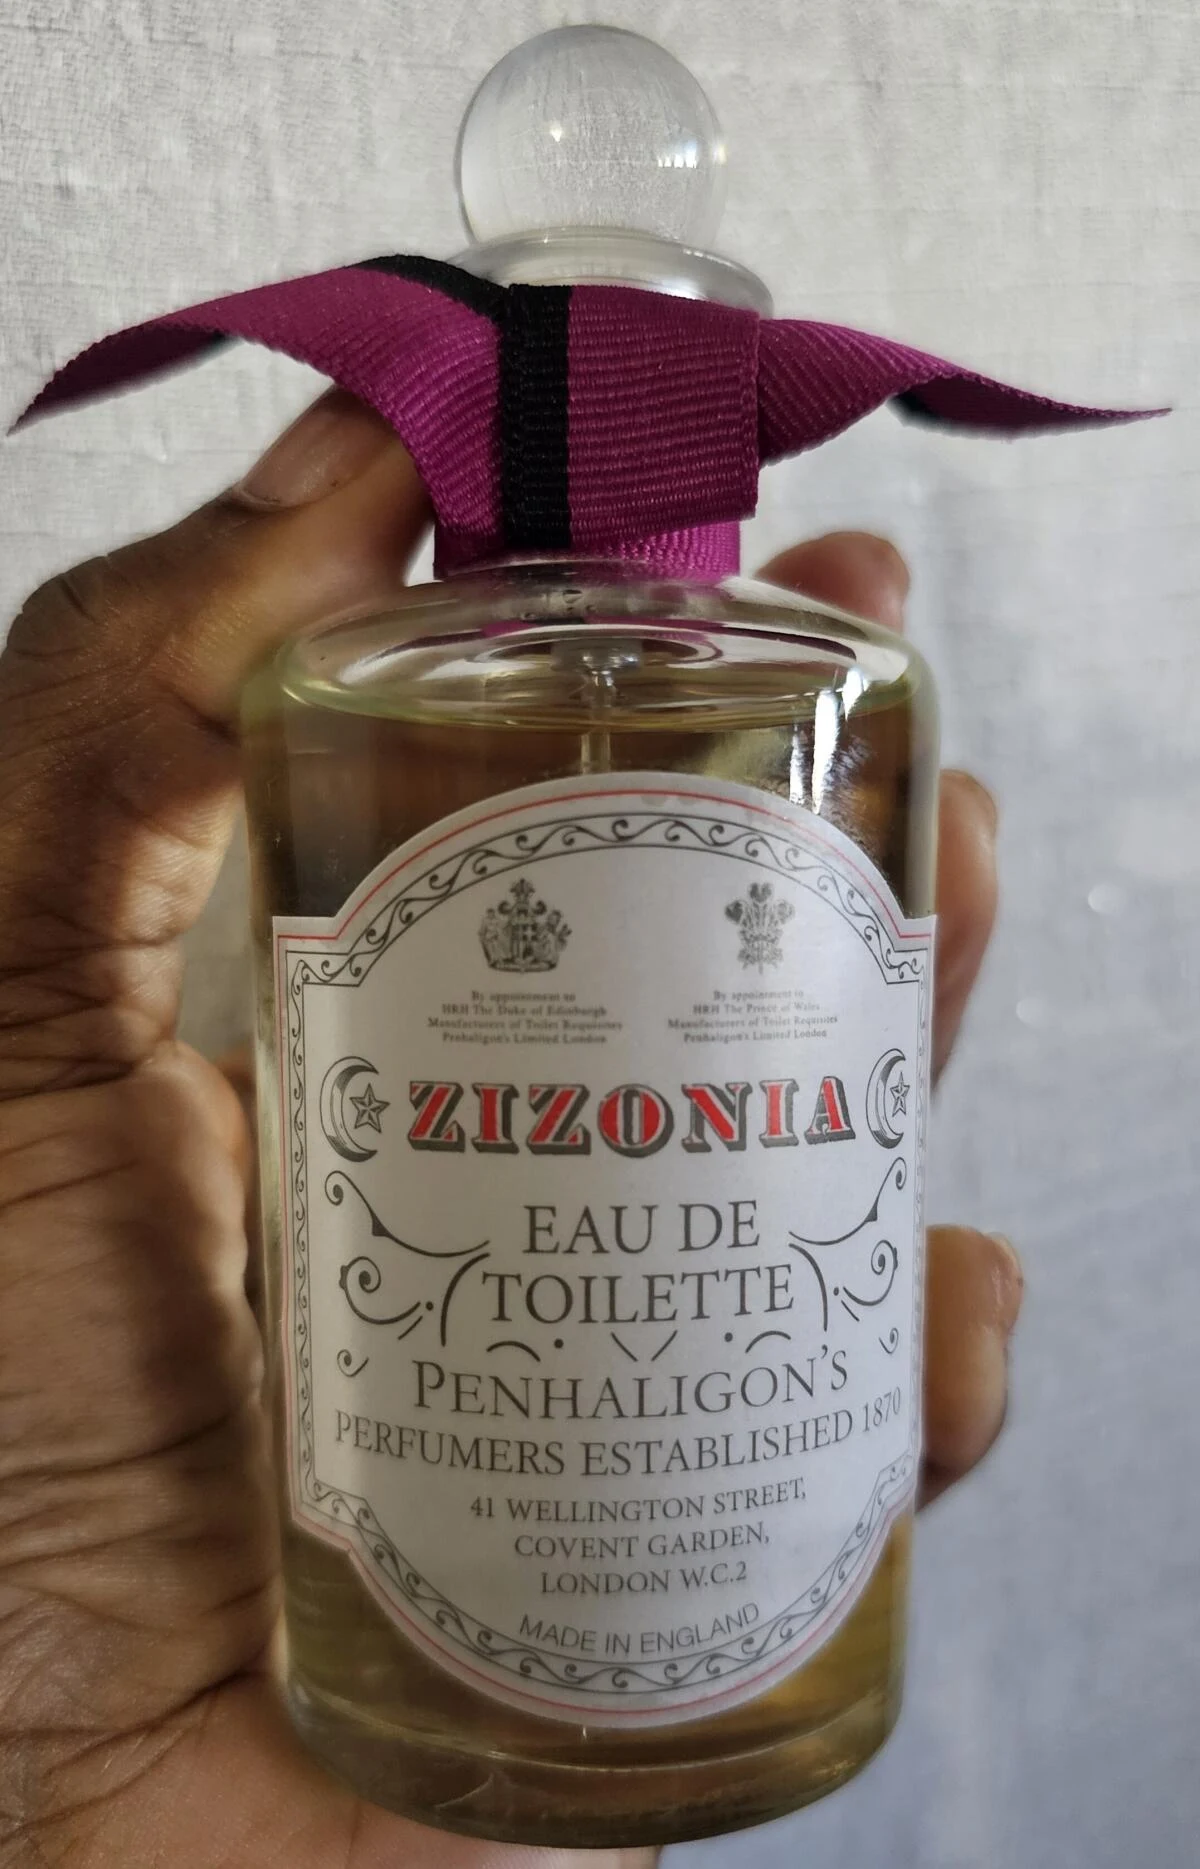 By appointment to
HRH The Duke of Edinburgh
Manufacturers of Toilet Requisites
Penhaligon's Limited London
By appointment to
HRH The Prince of Wales
Manufacturers of Toilet Requisites
Penhaligon's Limited London
ZIZONIA
EAU DE
TOILETTE
PENHALIGON'S
PERFUMERS ESTABLISHED 1870
41 WELLINGTON STREET,
COVENT GARDEN,
LONDON W.C.2
MADE IN ENGLAND